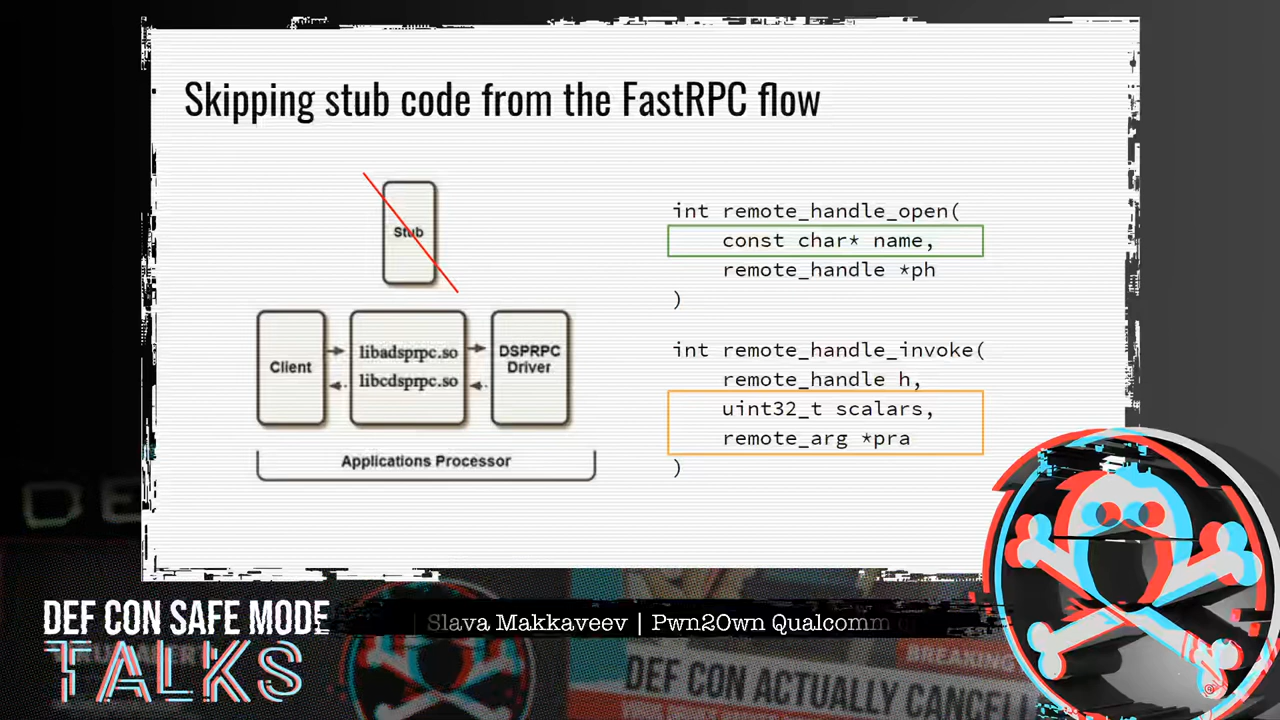 Skipping stub code from the FastRPC flow
Stub
Client
libadsprpc.so
libcdsprpc.so
DSPRPC
Driver
Applications Processor
int remote_handle_open(
const char* name,
remote_handle *ph
)
int remote_handle_invoke(
remote_handle h,
uint32_t scalars,
remote_arg *pra
)
DEF CON SAFE MODE
TALKS
Slava Makkaveev | Pwn2Own Qualcomm
DEF CON ACTUALLY CANCELL
BREAKING